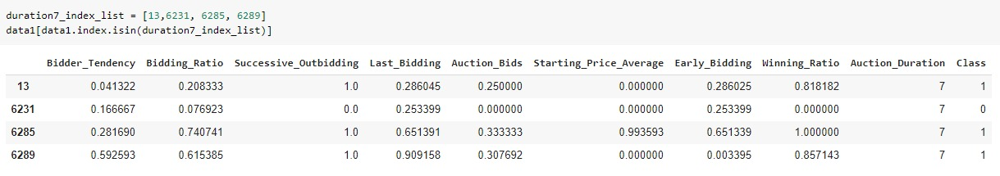 duration7_index_list = [13,6231, 6285, 6289]
data1[data1.index.isin(duration7_index_list)]
Bidder_Tendency Bidding_Ratio Successive_Outbidding Last_Bidding Auction_Bids Starting_Price_Average Early_Bidding Winning_Ratio Auction_Duration Class
13 0.041322 0.208333 1.0 0.286045 0.250000 0.000000 0.286025 0.818182 7 1
6231 0.166667 0.076923 0.0 0.253399 0.000000 0.000000 0.253399 0.000000 7 0
6285 0.281690 0.740741 1.0 0.651391 0.333333 0.993593 0.651339 1.000000 7 1
6289 0.592593 0.615385 1.0 0.909158 0.307692 0.000000 0.003395 0.857143 7 1